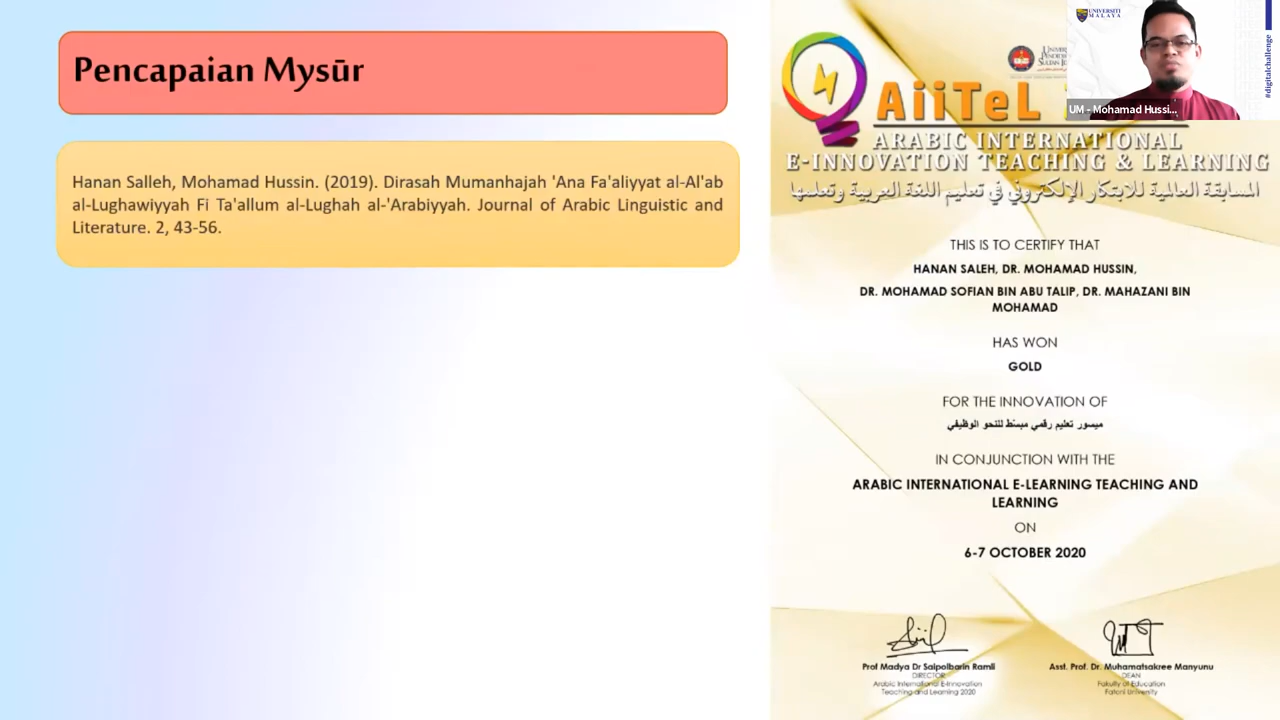 Pencapaian Mysūr
Hanan Salleh, Mohamad Hussin. (2019). Dirasah Mumanhajah 'Ana Fa'aliyyat al-Al'ab
al-Lughawiyyah Fi Ta'allum al-Lughah al-'Arabiyyah. Journal of Arabic Linguistic and
Literature. 2, 43-56.
UNIVERSITI
MALAYA
#digitalchallenge
UM - Mohamad Hussi...
AiiTeL
ARABIC INTERNATIONAL
E-INNOVATION TEACHING & LEARNING
المسابقة العالمية للابتكار الإلكتروني في تعليم اللغة العربية وتعلمها
THIS IS TO CERTIFY THAT
HANAN SALEH, DR. MOHAMAD HUSSIN,
DR. MOHAMAD SOFIAN BIN ABU TALIP, DR. MAHAZANI BIN
MOHAMAD
HAS WON
GOLD
FOR THE INNOVATION OF
ميسور تعليم رقمي مبسّط للنحو الوظيفي
IN CONJUNCTION WITH THE
ARABIC INTERNATIONAL E-LEARNING TEACHING AND
LEARNING
ON
6-7 OCTOBER 2020
Prof Madya Dr Saipolbarin Ramli
DIRECTOR
Arabic International E-Innovation
Teaching and Learning 2020
Asst. Prof. Dr. Muhamatsakree Manyunu
DEAN
Faculty of Education
Fatoni University